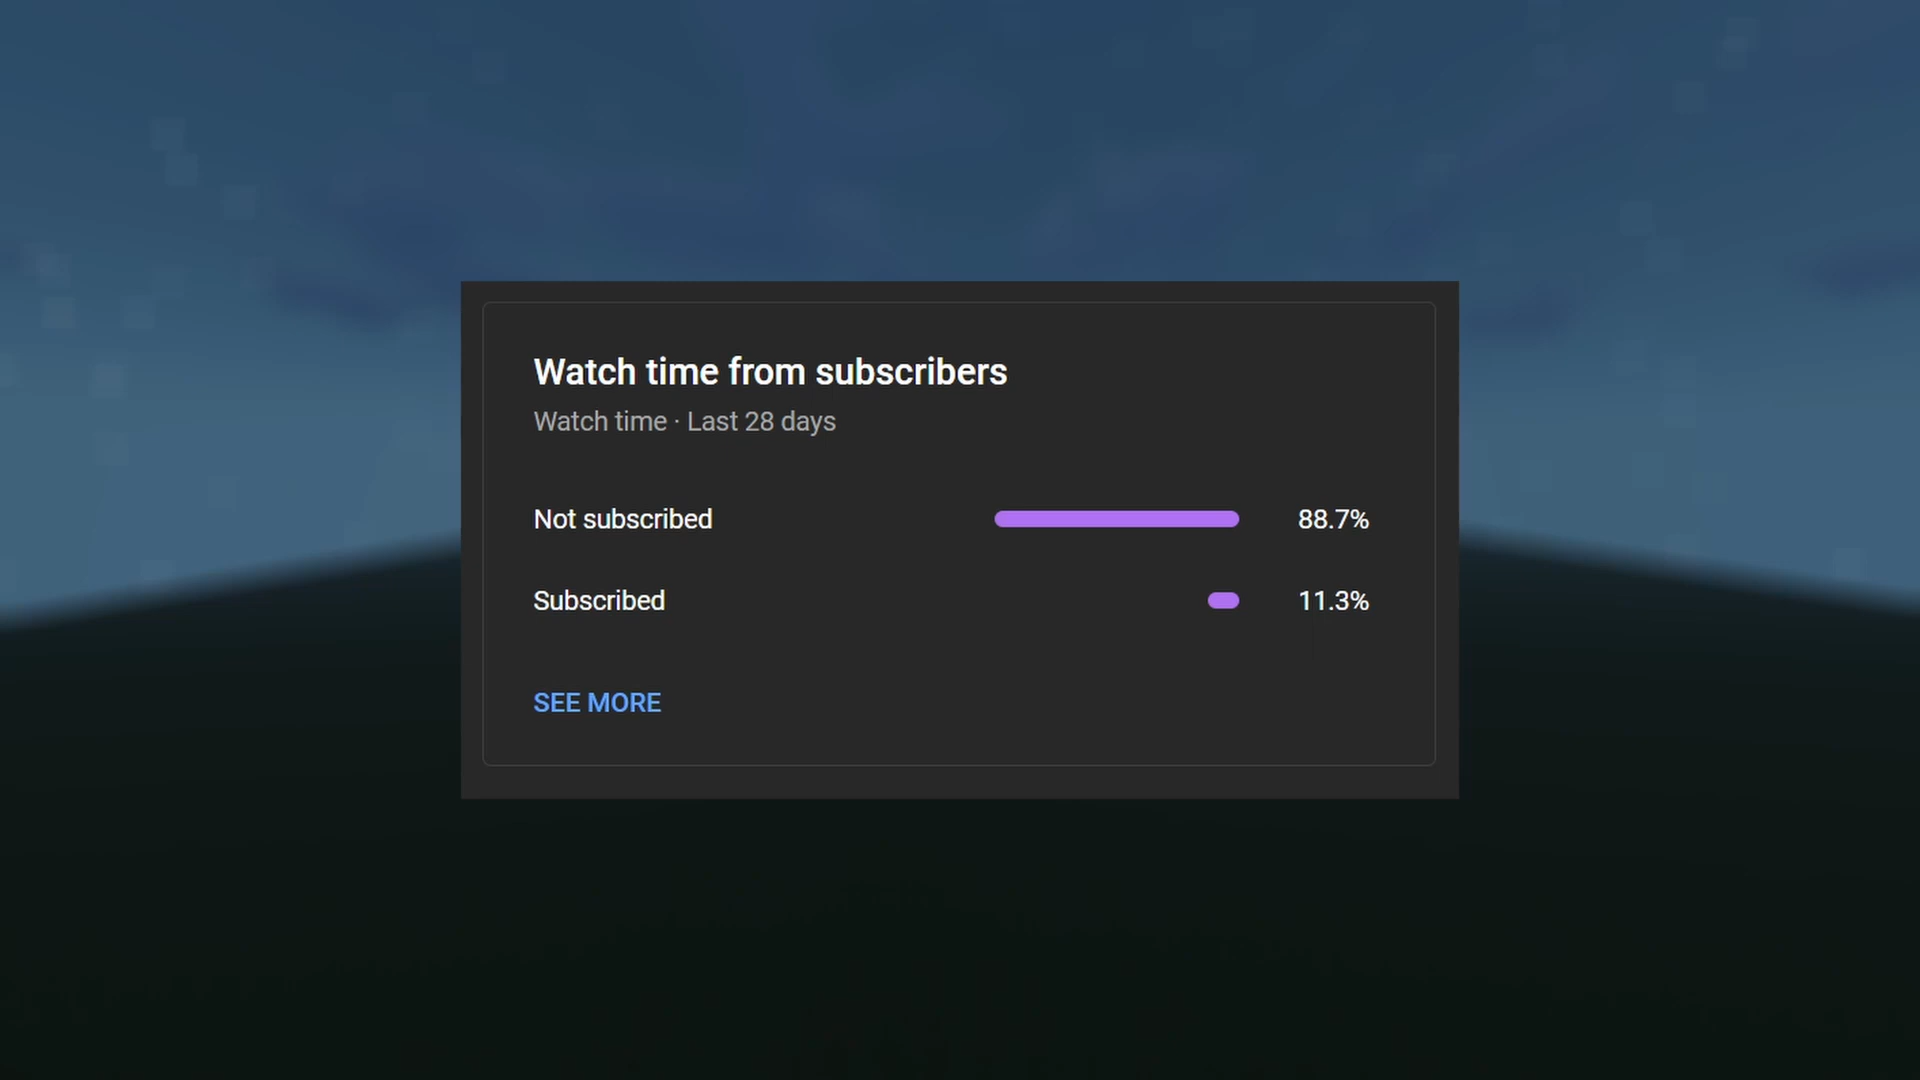 Watch time from subscribers
Watch time · Last 28 days
Not subscribed 88.7%
Subscribed 11.3%
SEE MORE